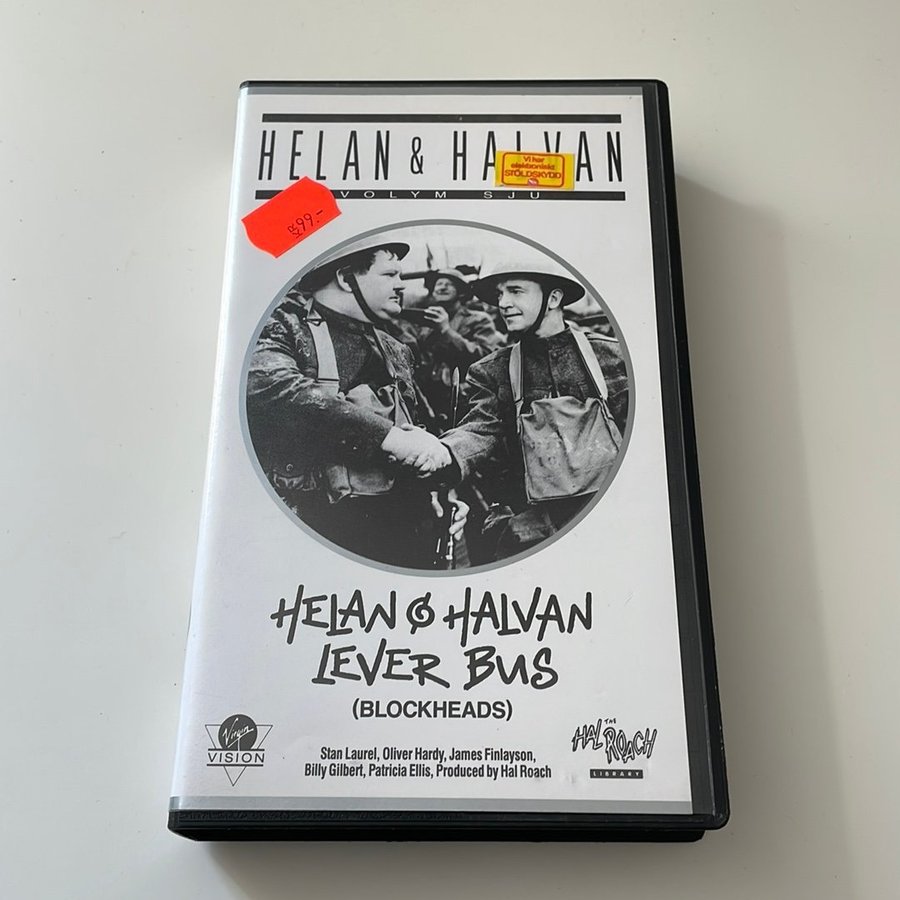 HELAN & HALVAN
Vi har
elektroniskt
STÖLDSKYDD
VOLYM SJU
99:-
HELAN & HALVAN
LEVER BUS
(BLOCKHEADS)
Virgin
VISION
Stan Laurel, Oliver Hardy, James Finlayson,
Billy Gilbert, Patricia Ellis, Produced by Hal Roach
THE
HAL ROACH
LIBRARY